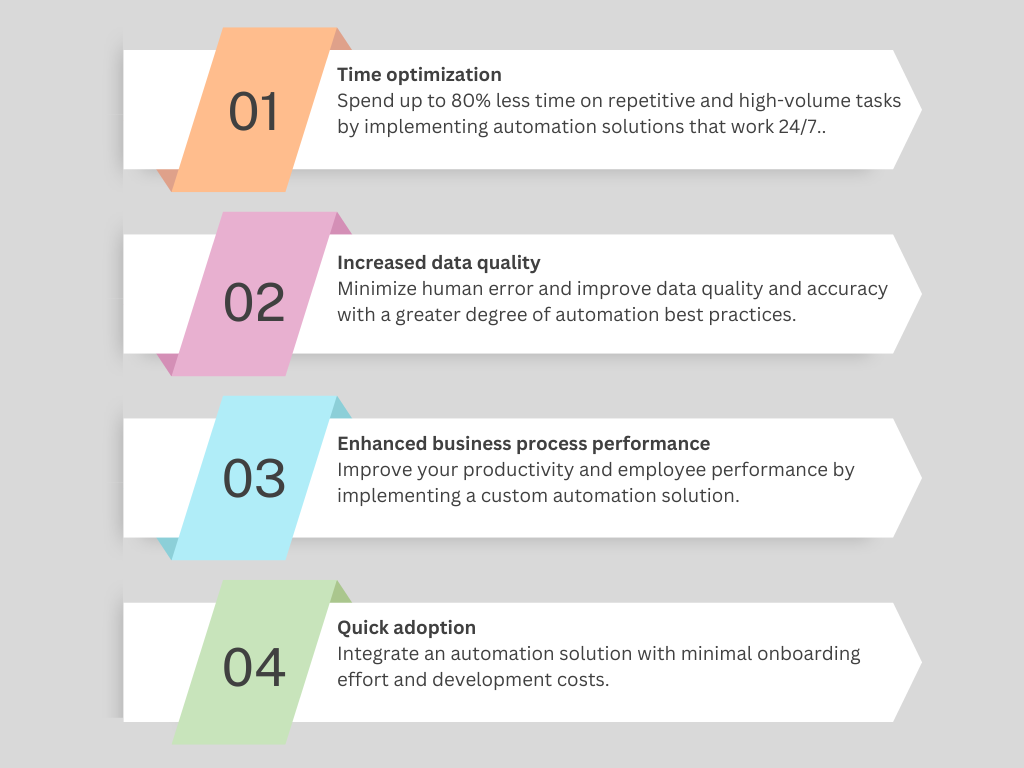 01
Time optimization
Spend up to 80% less time on repetitive and high-volume tasks
by implementing automation solutions that work 24/7..
02
Increased data quality
Minimize human error and improve data quality and accuracy
with a greater degree of automation best practices.
03
Enhanced business process performance
Improve your productivity and employee performance by
implementing a custom automation solution.
04
Quick adoption
Integrate an automation solution with minimal onboarding
effort and development costs.